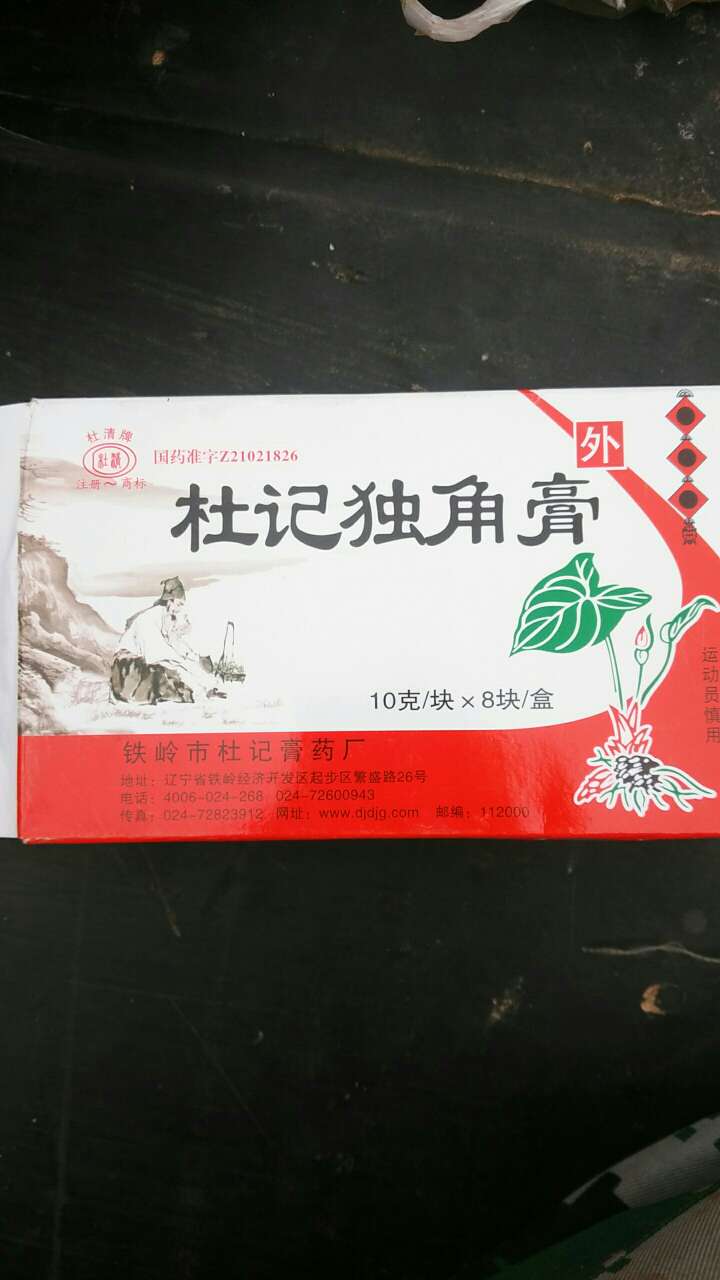 杜清牌
杜清
注册～商标
国药准字Z21021826
外
杜记独角膏
10克/块×8块/盒
运动员慎用
铁岭市杜记膏药厂
地址：辽宁省铁岭经济开发区起步区繁盛路26号
电话：4006-024-268 024-72600943
传真：024-72823912 网址：www.djdjg.com 邮编：112000